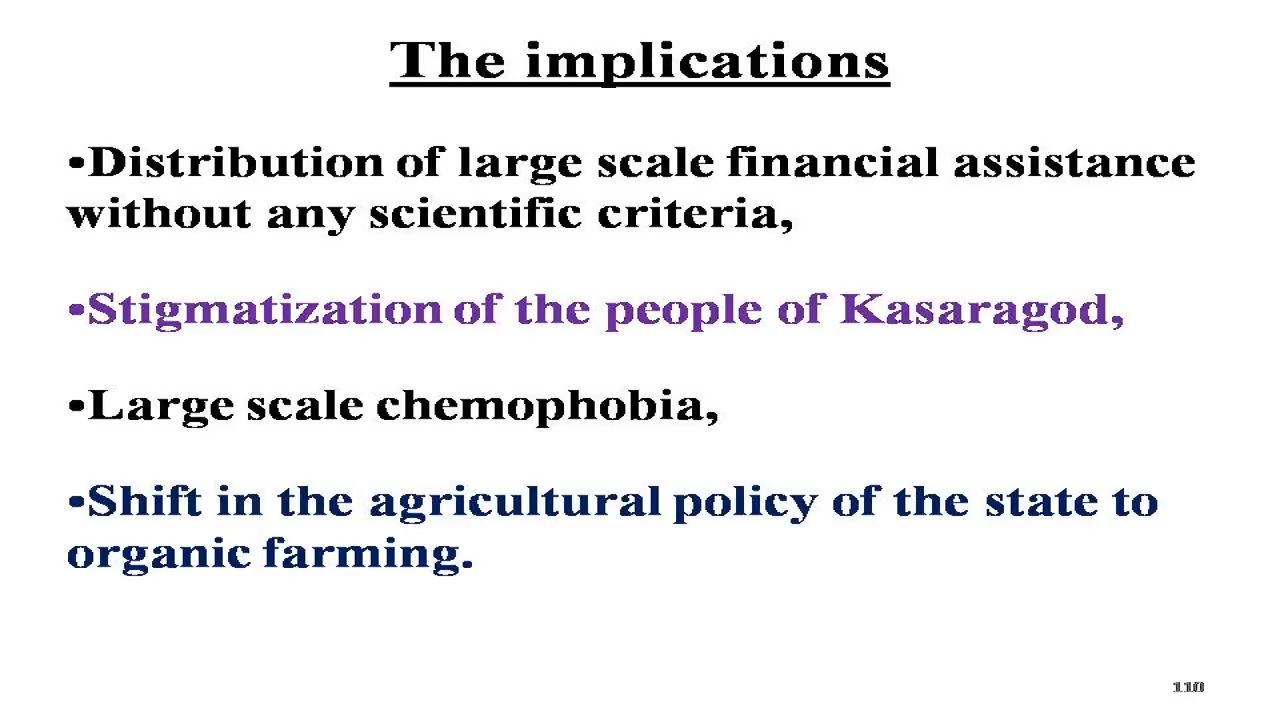 The implications
•Distribution of large scale financial assistance
without any scientific criteria,
•Stigmatization of the people of Kasaragod,
•Large scale chemophobia,
•Shift in the agricultural policy of the state to
organic farming.
110